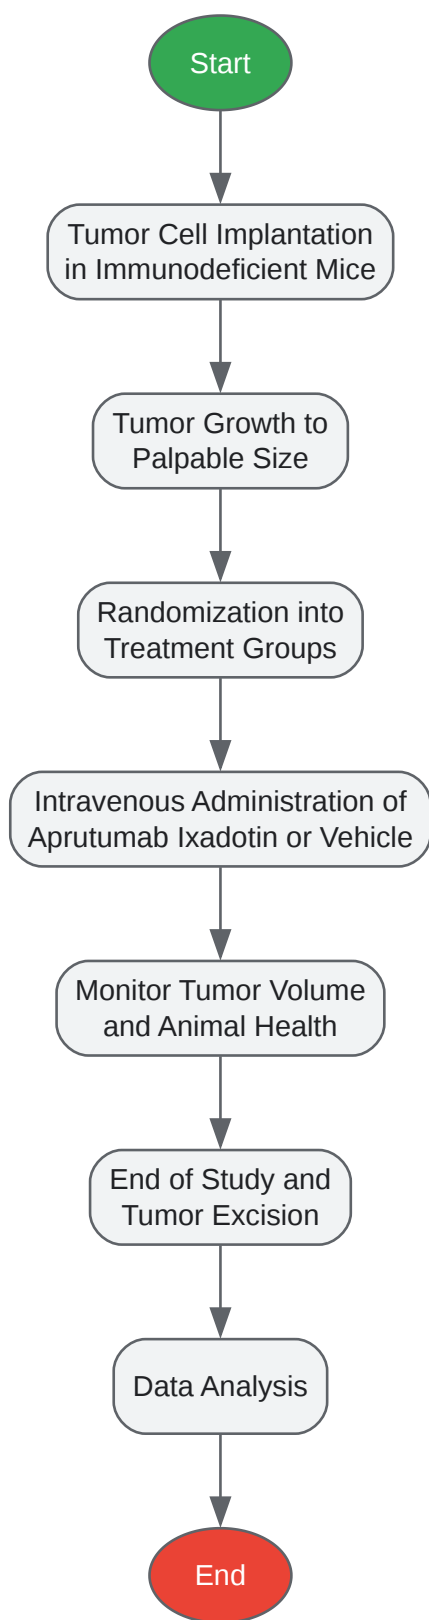 Start
Tumor Cell Implantation
in Immunodeficient Mice
Tumor Growth to
Palpable Size
Randomization into
Treatment Groups
Intravenous Administration of
Aprutumab Ixadotin or Vehicle
Monitor Tumor Volume
and Animal Health
End of Study and
Tumor Excision
Data Analysis
End